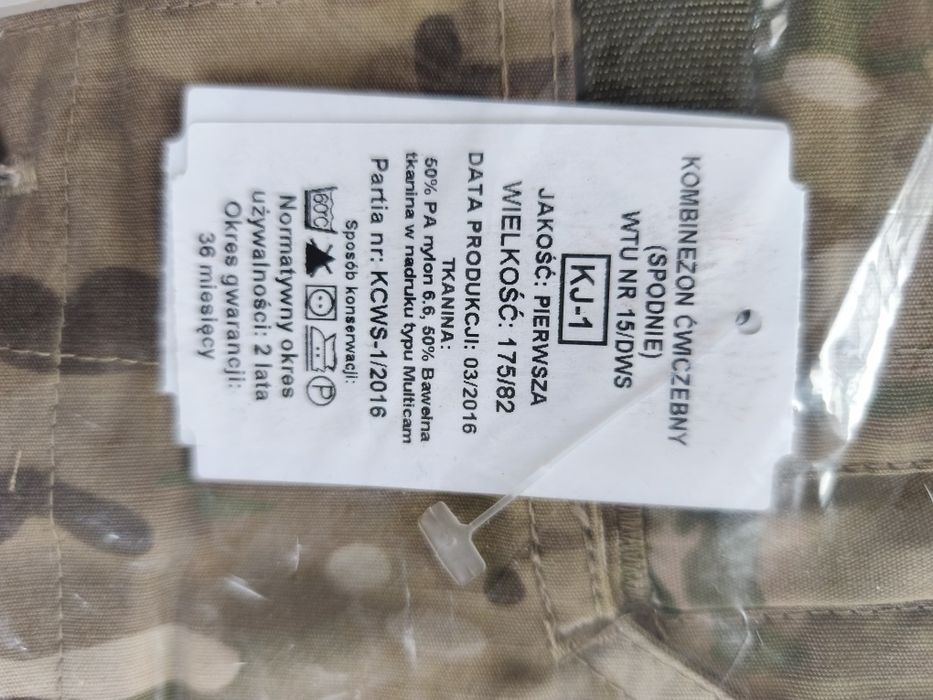 KOMBINEZON ĆWICZEBNY
(SPODNIE)
WTU NR 15/DWS
KJ-1
JAKOŚĆ: PIERWSZA
WIELKOŚĆ: 175/82
DATA PRODUKCJI: 03/2016
TKANINA:
50% PA nylon 6.6, 50% Bawełna
tkanina w nadruku typu Multicam
Partia nr: KCWS-1/2016
Sposób konserwacji:
60°C P
Normatywny okres
używalności: 2 lata
Okres gwarancji:
36 miesięcy